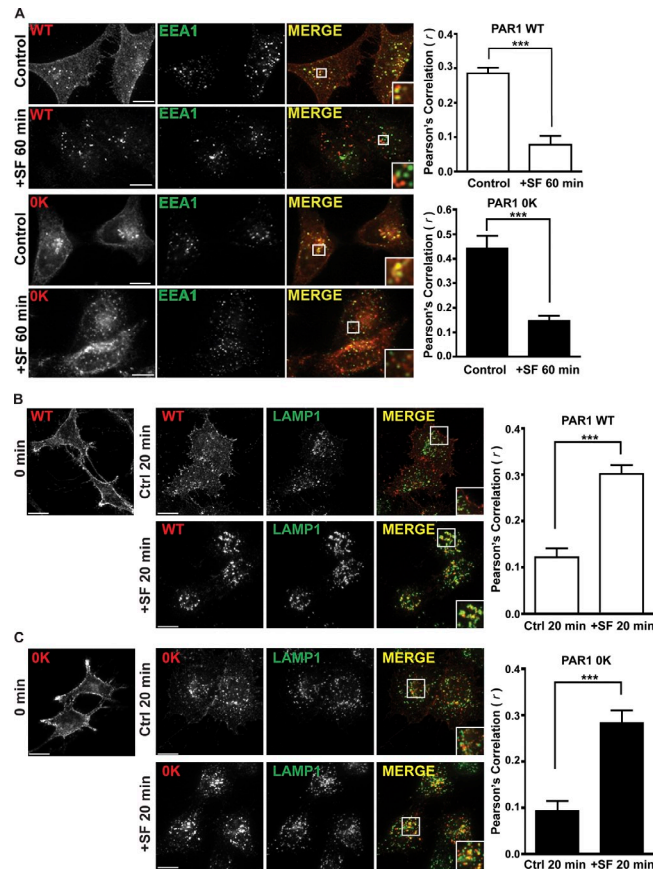 A
WT
EEA1
MERGE
Control
WT
EEA1
MERGE
+SF 60 min
0K
EEA1
MERGE
Control
0K
EEA1
MERGE
+SF 60 min
PAR1 WT
***
Pearson's Correlation (r)
0.4
0.3
0.2
0.1
0.0
Control +SF 60 min
PAR1 0K
***
Pearson's Correlation (r)
0.6
0.5
0.4
0.3
0.2
0.1
0.0
Control +SF 60 min
B
WT
0 min
WT
LAMP1
MERGE
Ctrl 20 min
WT
LAMP1
MERGE
+SF 20 min
PAR1 WT
***
Pearson's Correlation (r)
0.4
0.3
0.2
0.1
0.0
Ctrl 20 min +SF 20 min
C
0K
0 min
0K
LAMP1
MERGE
Ctrl 20 min
0K
LAMP1
MERGE
+SF 20 min
PAR1 0K
***
Pearson's Correlation (r)
0.4
0.3
0.2
0.1
0.0
Ctrl 20 min +SF 20 min